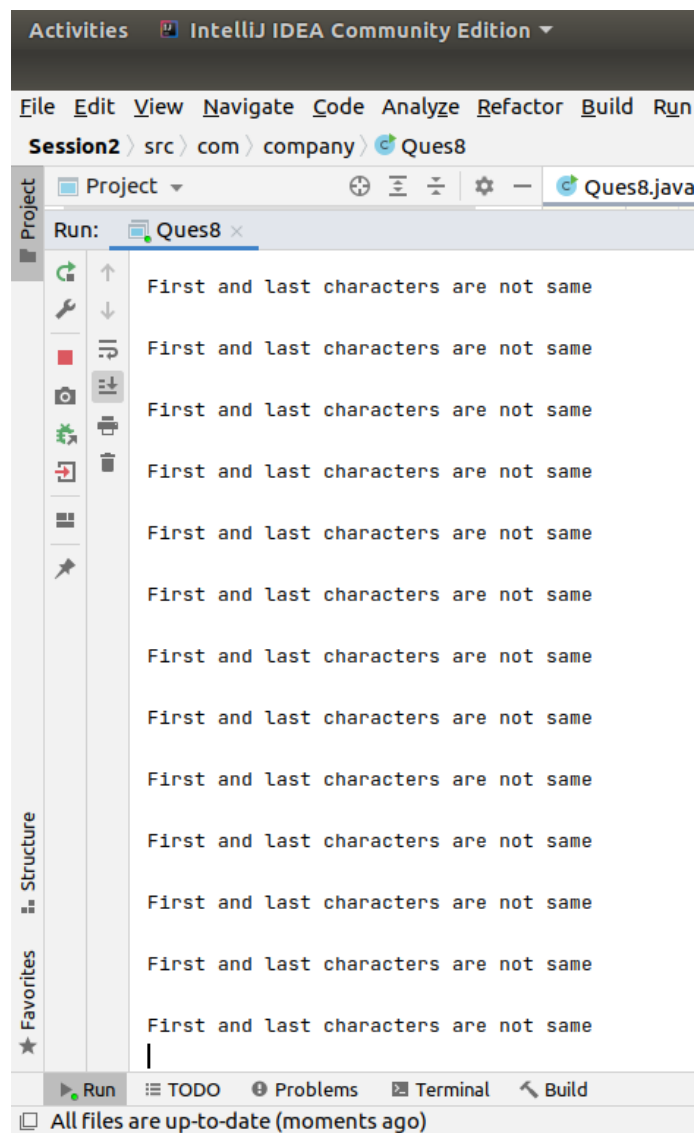 Activities IntelliJ IDEA Community Edition
File Edit View Navigate Code Analyze Refactor Build Run
Session2 src com company Ques8
Project Project Ques8.java
Run: Ques8
First and last characters are not same
First and last characters are not same
First and last characters are not same
First and last characters are not same
First and last characters are not same
First and last characters are not same
First and last characters are not same
First and last characters are not same
First and last characters are not same
First and last characters are not same
First and last characters are not same
First and last characters are not same
First and last characters are not same
Structure
Favorites
Run TODO Problems Terminal Build
All files are up-to-date (moments ago)